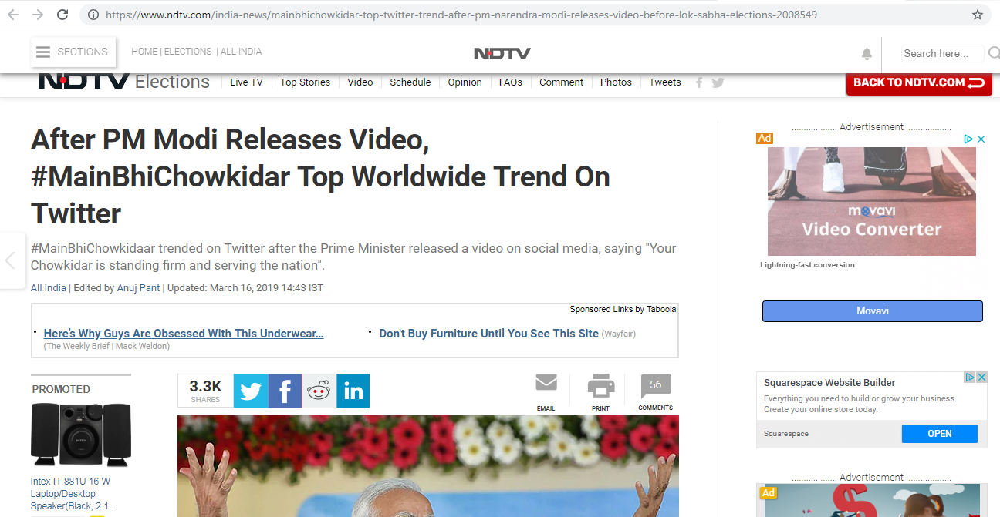 https://www.ndtv.com/india-news/mainbhichowkidar-top-twitter-trend-after-pm-narendra-modi-releases-video-before-lok-sabha-elections-2008549
SECTIONS
HOME | ELECTIONS | ALL INDIA
NDTV
Search here...
NDTV Elections
Live TV
Top Stories
Video
Schedule
Opinion
FAQs
Comment
Photos
Tweets
BACK TO NDTV.COM
After PM Modi Releases Video,
#MainBhiChowkidar Top Worldwide Trend On
Twitter
#MainBhiChowkidaar trended on Twitter after the Prime Minister released a video on social media, saying "Your
Chowkidar is standing firm and serving the nation".
All India | Edited by Anuj Pant | Updated: March 16, 2019 14:43 IST
Sponsored Links by Taboola
Here's Why Guys Are Obsessed With This Underwear...
(The Weekly Brief | Mack Weldon)
Don't Buy Furniture Until You See This Site (Wayfair)
PROMOTED
INTEX
Intex IT 881U 16 W
Laptop/Desktop
Speaker(Black, 2.1...
3.3K
SHARES
EMAIL
PRINT
56
COMMENTS
................... Advertisement ...................
Ad
movavi
Video Converter
Lightning-fast conversion
Movavi
Squarespace Website Builder
Everything you need to build or grow your business.
Create your online store today.
Squarespace
OPEN
................... Advertisement ...................
Ad